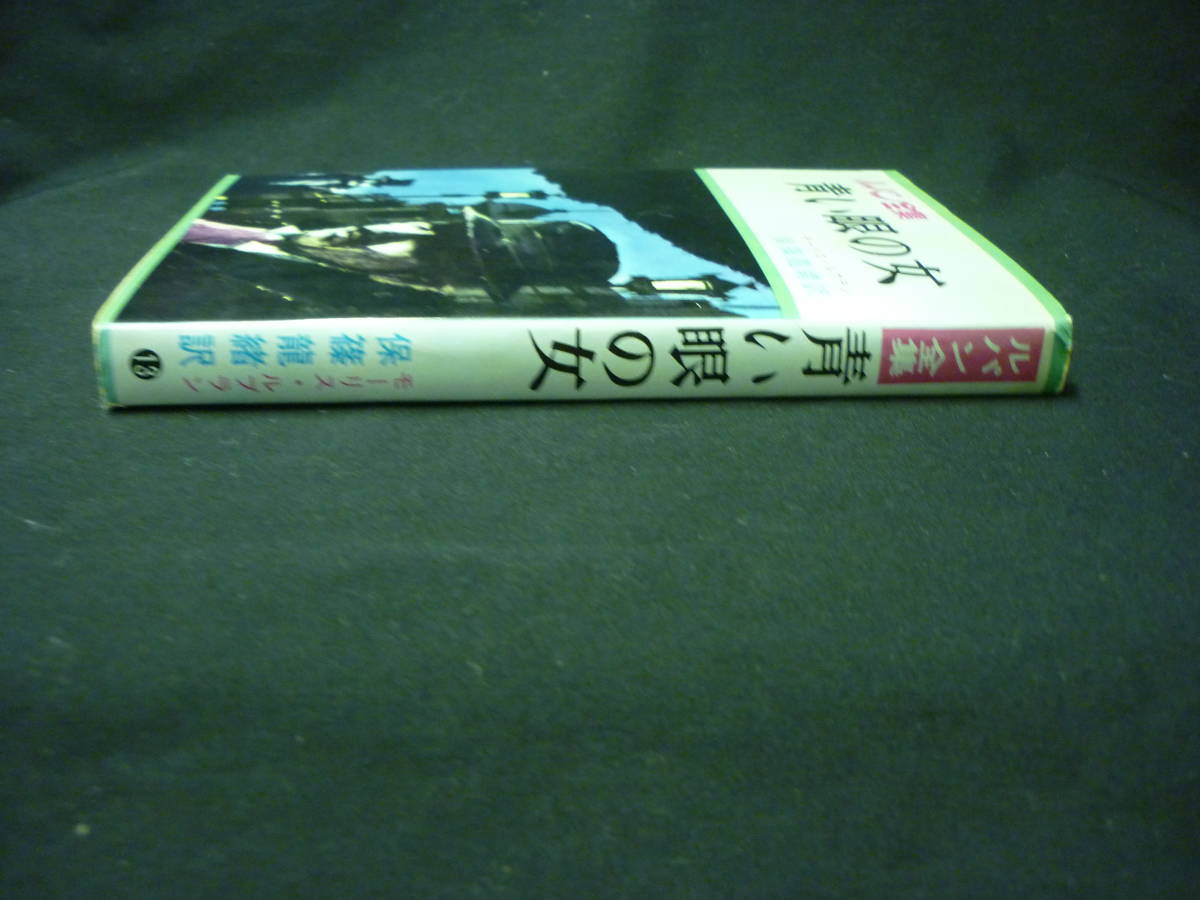 ルパン全集
青い眼の女
モーリス・ルブラン
保篠龍緒訳
13
青い眼の女